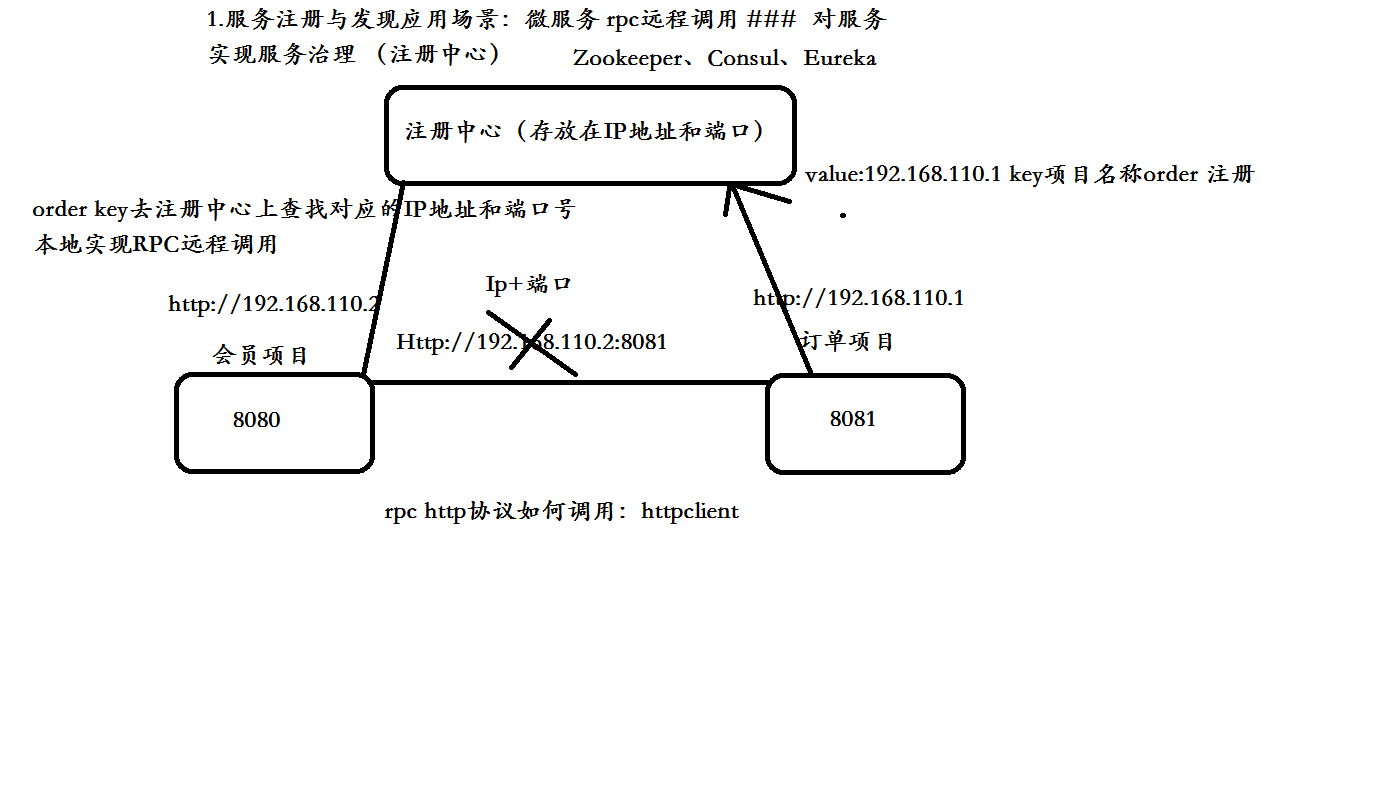 1.服务注册与发现应用场景：微服务 rpc远程调用 ### 对服务
实现服务治理 （注册中心） Zookeeper、Consul、Eureka
注册中心（存放在IP地址和端口）
value:192.168.110.1 key项目名称order 注册
order key去注册中心上查找对应的IP地址和端口号
本地实现RPC远程调用
Ip+端口
http://192.168.110.2
http://192.168.110.1
Http://192.168.110.2:8081
订单项目
会员项目
8080
8081
rpc http协议如何调用：httpclient